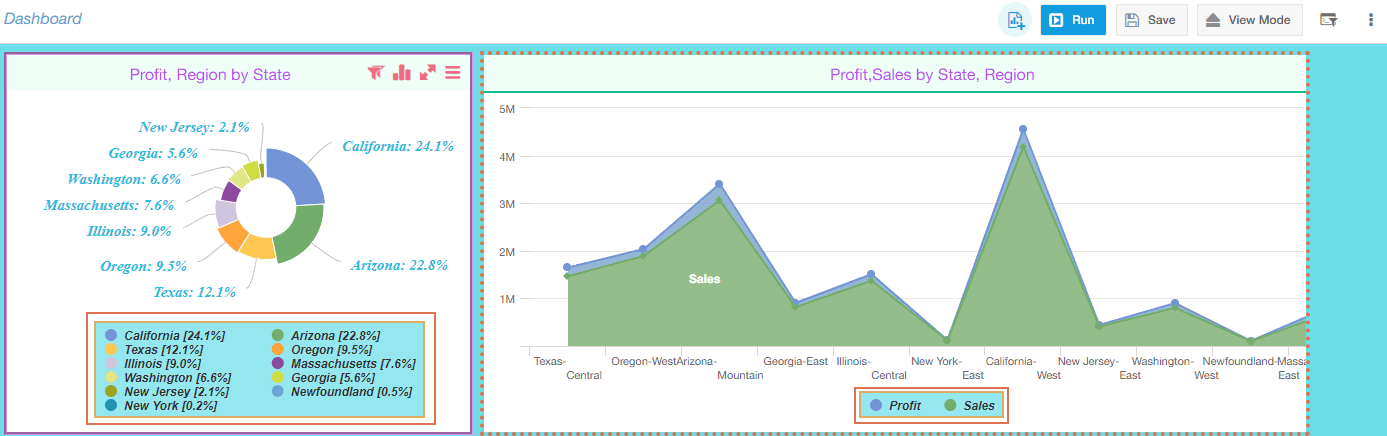 Dashboard
Run
Save
View Mode
Profit, Region by State
New Jersey: 2.1%
Georgia: 5.6%
California: 24.1%
Washington: 6.6%
Massachusetts: 7.6%
Illinois: 9.0%
Oregon: 9.5%
Arizona: 22.8%
Texas: 12.1%
California [24.1%] Arizona [22.8%]
Texas [12.1%] Oregon [9.5%]
Illinois [9.0%] Massachusetts [7.6%]
Washington [6.6%] Georgia [5.6%]
New Jersey [2.1%] Newfoundland [0.5%]
New York [0.2%]
Profit,Sales by State, Region
5M
4M
3M
2M
1M
Sales
Texas-
Central
Oregon-West
Arizona-
Mountain
Georgia-East
Illinois-
Central
New York-
East
California-
West
New Jersey-
East
Washington-
West
Newfoundland-
Massa
East
Profit Sales